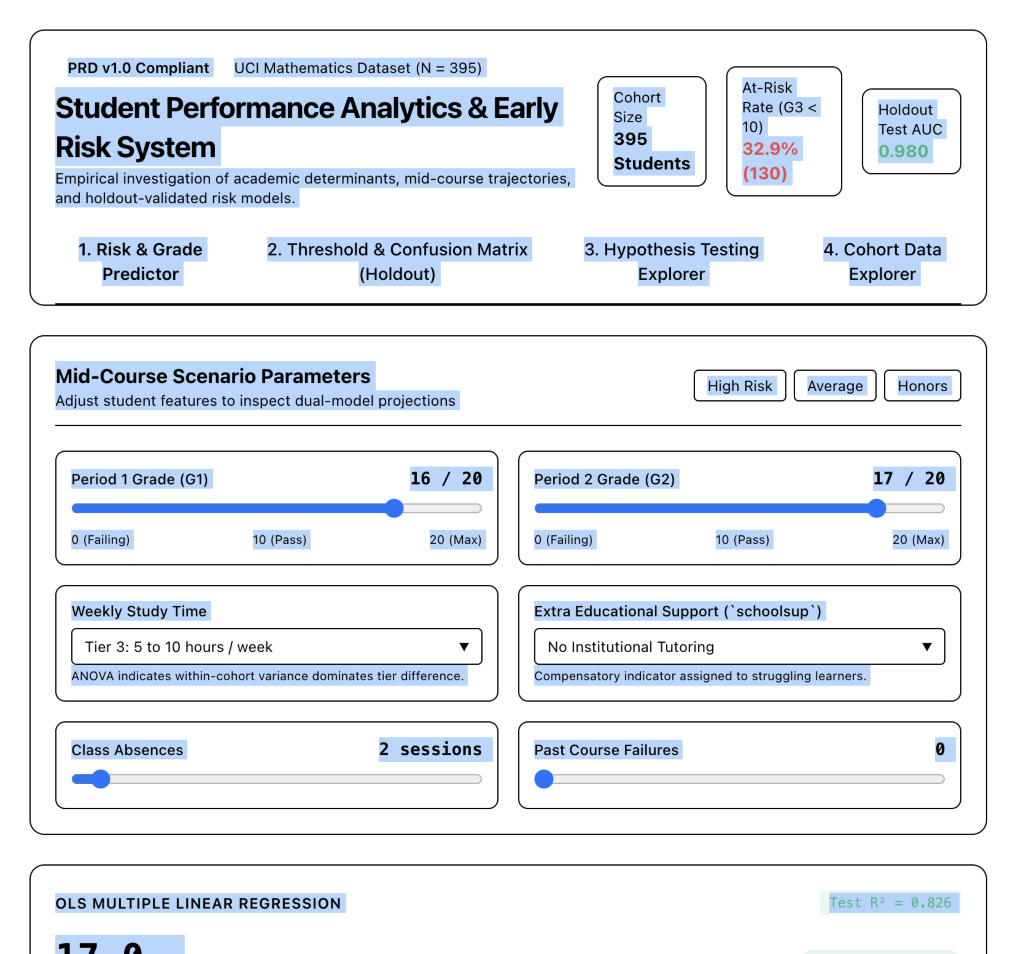 PRD v1.0 Compliant UCI Mathematics Dataset (N = 395)
Student Performance Analytics & Early
Risk System
Empirical investigation of academic determinants, mid-course trajectories,
and holdout-validated risk models.
Cohort
Size
395
Students
At-Risk
Rate (G3 <
10)
32.9%
(130)
Holdout
Test AUC
0.980
1. Risk & Grade
Predictor
2. Threshold & Confusion Matrix
(Holdout)
3. Hypothesis Testing
Explorer
4. Cohort Data
Explorer
Mid-Course Scenario Parameters
Adjust student features to inspect dual-model projections
High Risk
Average
Honors
Period 1 Grade (G1) 16 / 20
0 (Failing) 10 (Pass) 20 (Max)
Period 2 Grade (G2) 17 / 20
0 (Failing) 10 (Pass) 20 (Max)
Weekly Study Time
Tier 3: 5 to 10 hours / week
ANOVA indicates within-cohort variance dominates tier difference.
Extra Educational Support (`schoolsup`)
No Institutional Tutoring
Compensatory indicator assigned to struggling learners.
Class Absences 2 sessions
Past Course Failures 0
OLS MULTIPLE LINEAR REGRESSION Test R² = 0.826